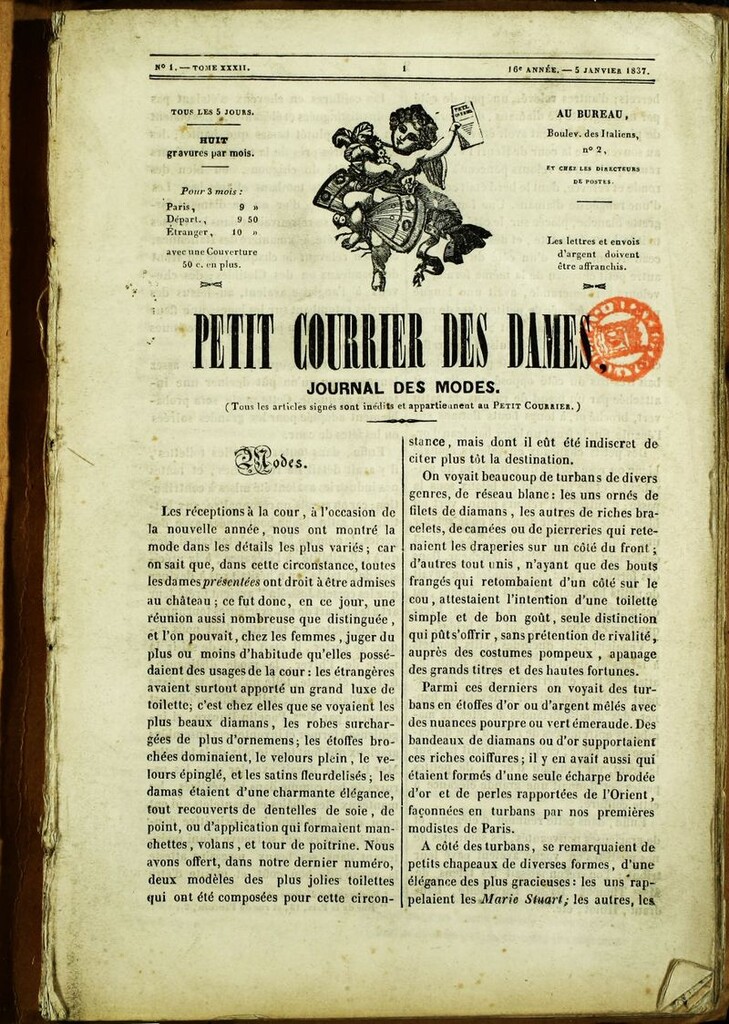 Nº 1. — TOME XXXII.
1
16e ANNÉE. — 5 JANVIER 1837.
TOUS LES 5 JOURS.
HUIT
gravures par mois.
Pour 3 mois :
Paris, 9 »
Départ., 9 50
Étranger, 10 »
avec une Couverture
50 c. en plus.
AU BUREAU,
Boulev. des Italiens,
nº 2,
ET CHEZ LES DIRECTEURS
DE POSTES.
Les lettres et envois
d'argent doivent
être affranchis.
PETIT COURRIER DES DAMES,
JOURNAL DES MODES.
(Tous les articles signés sont inédits et appartiennent au PETIT COURRIER.)
Modes.
Les réceptions à la cour, à l'occasion de
la nouvelle année, nous ont montré la
mode dans les détails les plus variés; car
on sait que, dans cette circonstance, toutes
les dames présentées ont droit à être admises
au château; ce fut donc, en ce jour, une
réunion aussi nombreuse que distinguée,
et l'on pouvait, chez les femmes, juger du
plus ou moins d'habitude qu'elles possé-
daient des usages de la cour: les étrangères
avaient surtout apporté un grand luxe de
toilette; c'est chez elles que se voyaient les
plus beaux diamans, les robes surchar-
gées de plus d'ornemens; les étoffes bro-
chées dominaient, le velours plein, le ve-
lours épinglé, et les satins fleurdelisés; les
damas étaient d'une charmante élégance,
tout recouverts de dentelles de soie, de
point, ou d'application qui formaient man-
chettes, volans, et tour de poitrine. Nous
avons offert, dans notre dernier numéro,
deux modèles des plus jolies toilettes
qui ont été composées pour cette circon-
stance, mais dont il eût été indiscret de
citer plus tôt la destination.
On voyait beaucoup de turbans de divers
genres, de réseau blanc: les uns ornés de
filets de diamans, les autres de riches bra-
celets, de camées ou de pierreries qui rete-
naient les draperies sur un côté du front;
d'autres tout unis, n'ayant que des bouts
frangés qui retombaient d'un côté sur le
cou, attestaient l'intention d'une toilette
simple et de bon goût, seule distinction
qui pût s'offrir, sans prétention de rivalité,
auprès des costumes pompeux, apanage
des grands titres et des hautes fortunes.
Parmi ces derniers on voyait des tur-
bans en étoffes d'or ou d'argent mêlés avec
des nuances pourpre ou vert émeraude. Des
bandeaux de diamans ou d'or supportaient
ces riches coiffures; il y en avait aussi qui
étaient formés d'une seule écharpe brodée
d'or et de perles rapportées de l'Orient,
façonnées en turbans par nos premières
modistes de Paris.
A côté des turbans, se remarquaient de
petits chapeaux de diverses formes, d'une
élégance des plus gracieuses: les uns rap-
pelaient les Marie Stuart; les autres, les